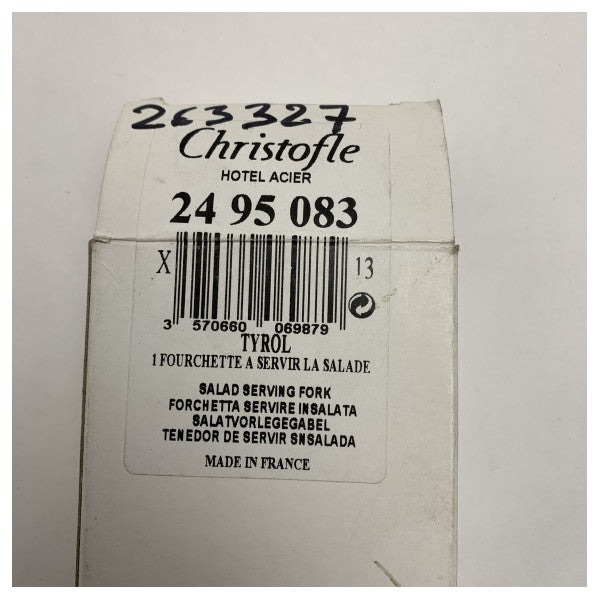 263327
Christofle
HOTEL ACIER
24 95 083
X 13
3 570660 069879
TYROL
1 FOURCHETTE A SERVIR LA SALADE
SALAD SERVING FORK
FORCHETTA SERVIRE INSALATA
SALATVORLEGEGABEL
TENEDOR DE SERVIR SNSALADA
MADE IN FRANCE